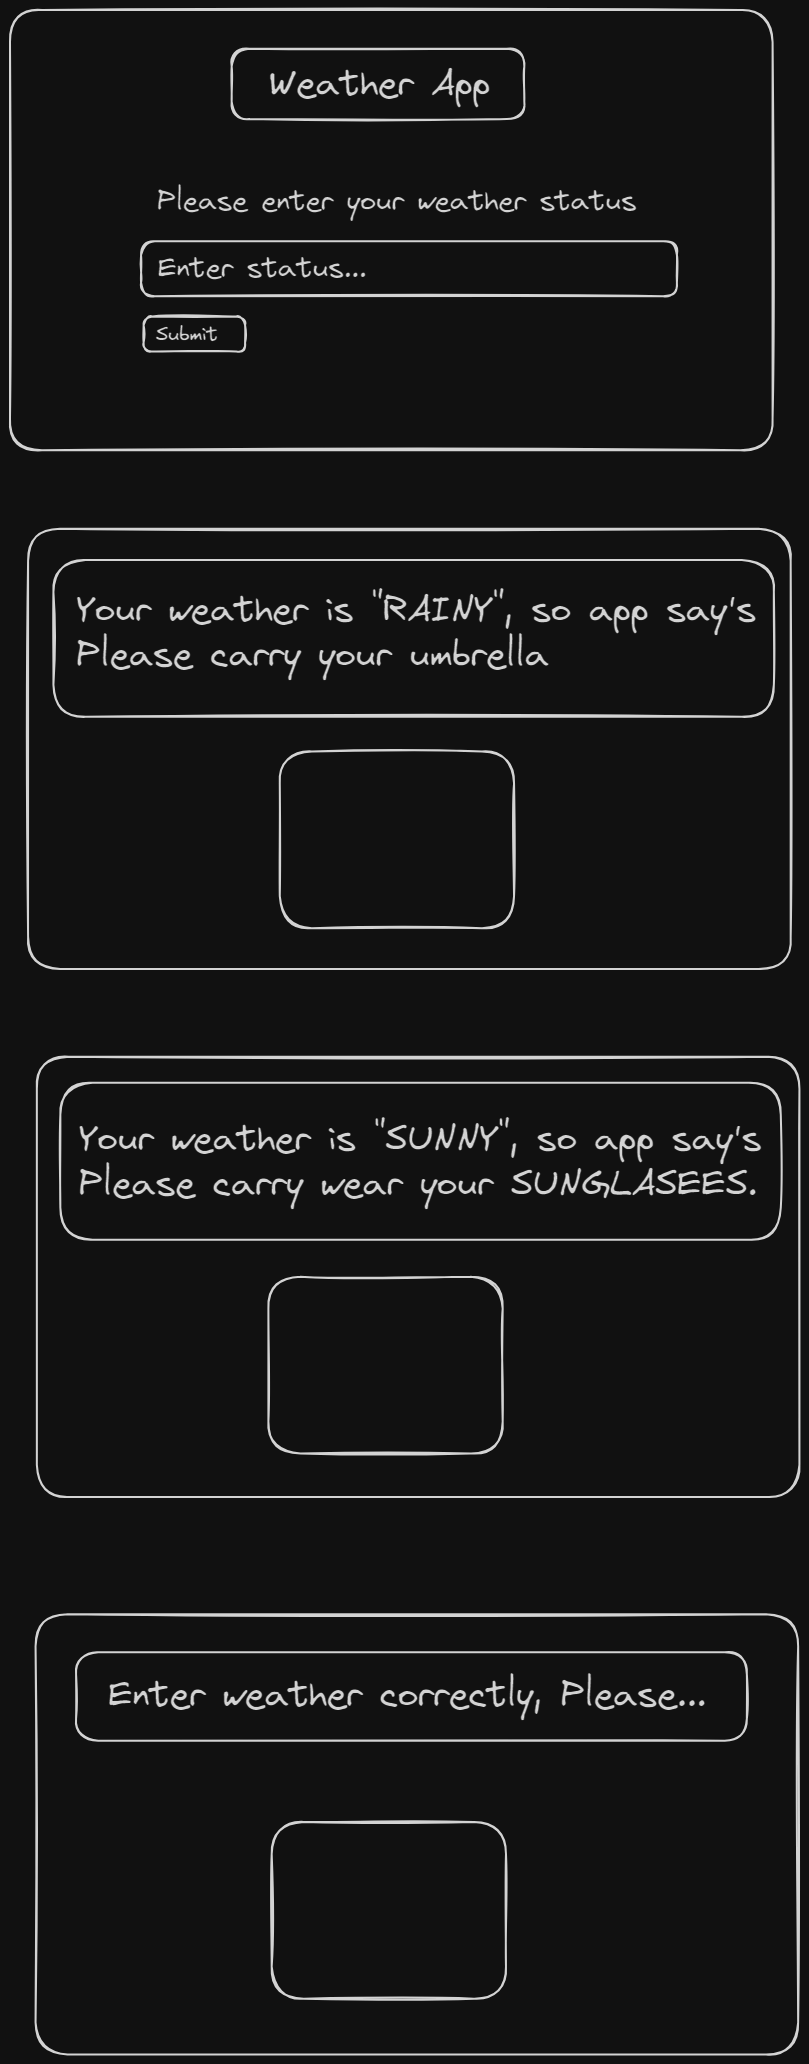 Weather App
Please enter your weather status
Enter status...
Submit
Your weather is "RAINY", so app say's
Please carry your umbrella
Your weather is "SUNNY", so app say's
Please carry wear your SUNGLASEES.
Enter weather correctly, Please...